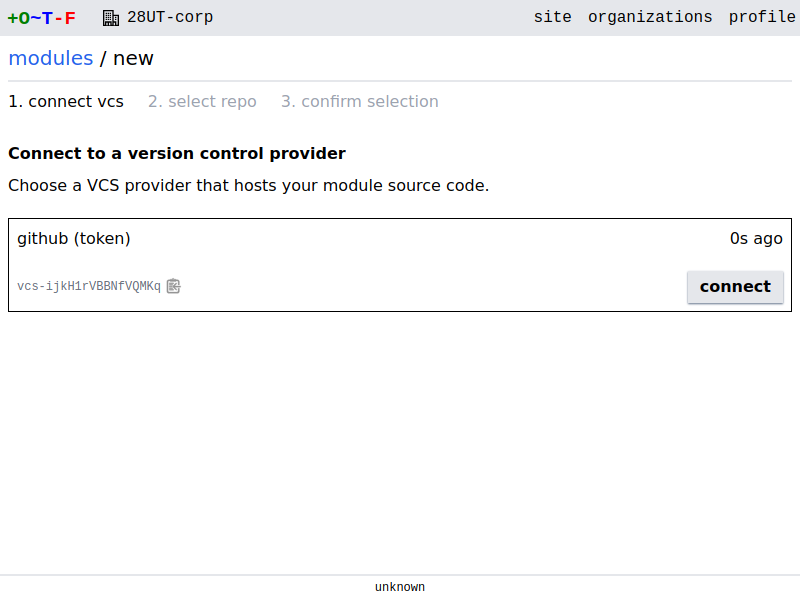 +O~T-F 28UT-corp site organizations profile
modules / new
1. connect vcs 2. select repo 3. confirm selection
Connect to a version control provider
Choose a VCS provider that hosts your module source code.
github (token) 0s ago
vcs-ijkH1rVBBNfVQMKq connect
unknown